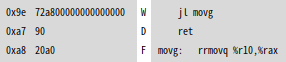 0x9e 72a800000000000000 W jl movg
0xa7 90 D ret
0xa8 20a0 F movg: rrmovq %r10,%rax